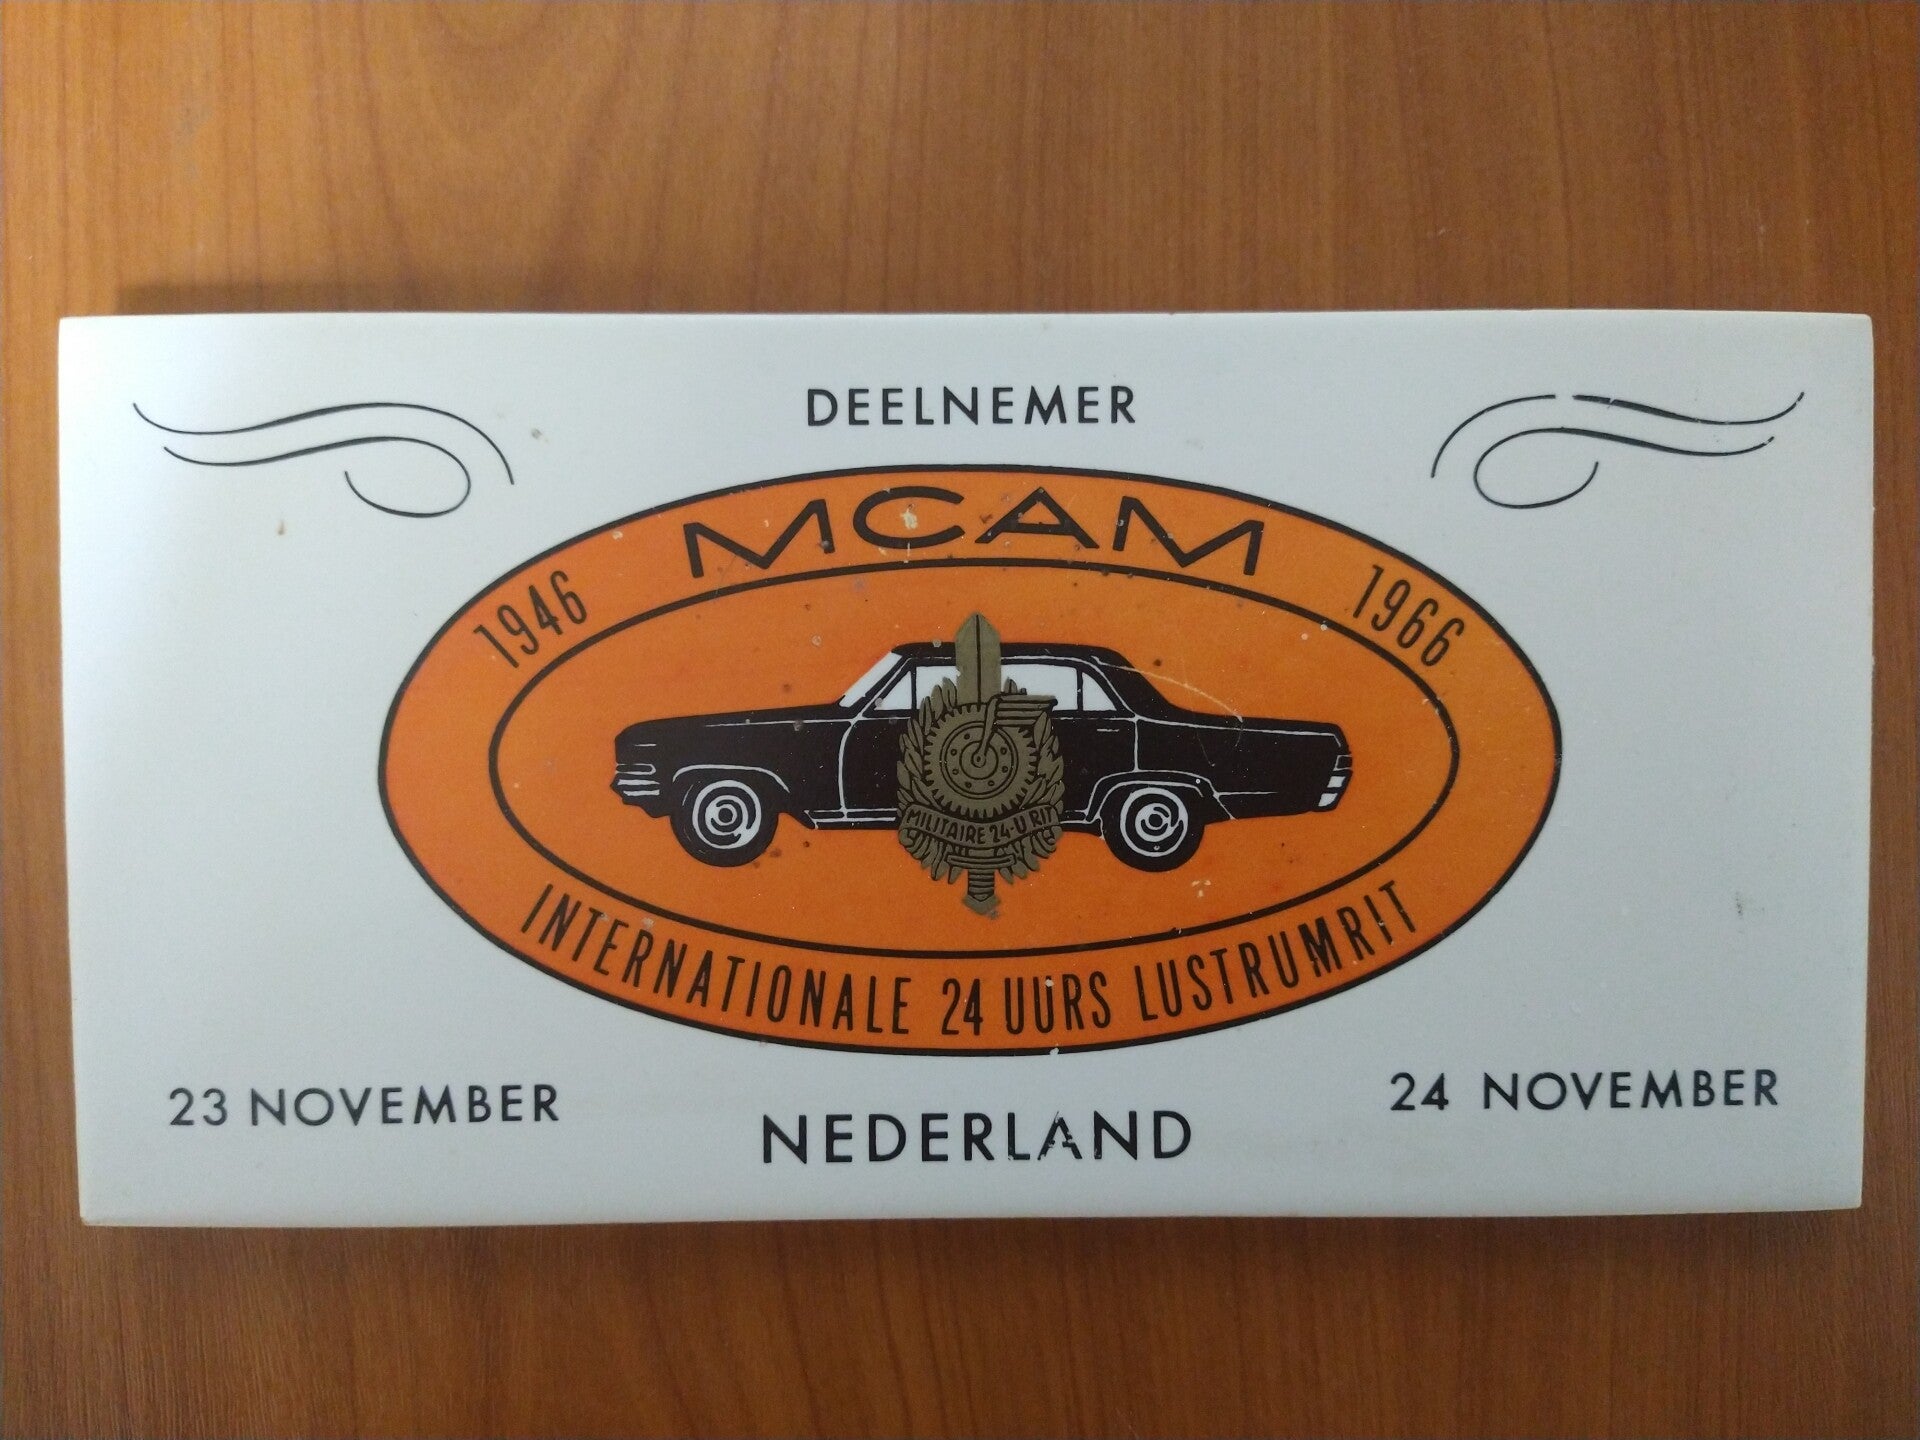 DEELNEMER
MCAM
1946
1966
MILITAIRE 24-U RIT
INTERNATIONALE 24 UURS LUSTRUMRIT
23 NOVEMBER
24 NOVEMBER
NEDERLAND